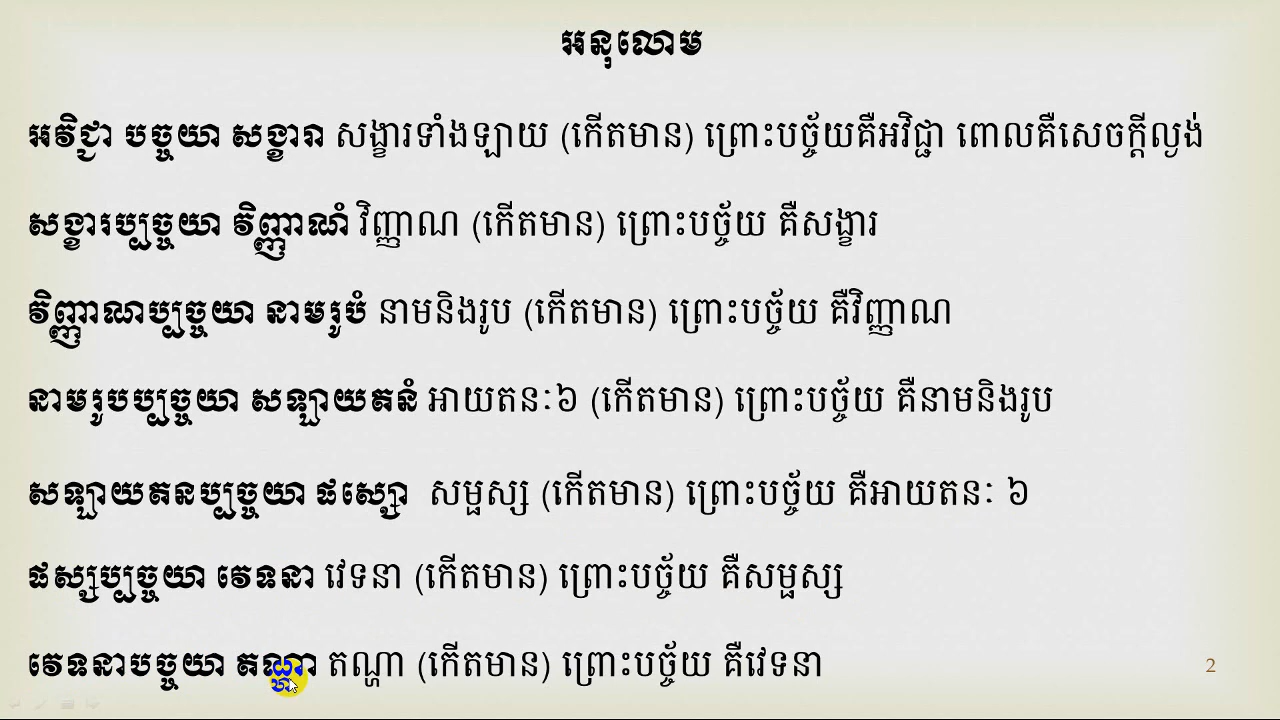 អនុលោម
អវិជ្ជា បច្ចយា សង្ខារា សង្ខារទាំងឡាយ (កើតមាន) ព្រោះបច្ច័យគឺអវិជ្ជា ពោលគឺសេចក្តីល្ងង់
សង្ខារប្បច្ចយា វិញ្ញាណំ វិញ្ញាណ (កើតមាន) ព្រោះបច្ច័យ គឺសង្ខារ
វិញ្ញាណប្បច្ចយា នាមរូបំ នាមនិងរូប (កើតមាន) ព្រោះបច្ច័យ គឺវិញ្ញាណ
នាមរូបប្បច្ចយា សឡាយតនំ អាយតនៈ៦ (កើតមាន) ព្រោះបច្ច័យ គឺនាមនិងរូប
សឡាយតនប្បច្ចយា ផស្សោ សម្ផស្ស (កើតមាន) ព្រោះបច្ច័យ គឺអាយតនៈ ៦
ផស្សប្បច្ចយា វេទនា វេទនា (កើតមាន) ព្រោះបច្ច័យ គឺសម្ផស្ស
វេទនាបច្ចយា តណ្ហា តណ្ហា (កើតមាន) ព្រោះបច្ច័យ គឺវេទនា
2